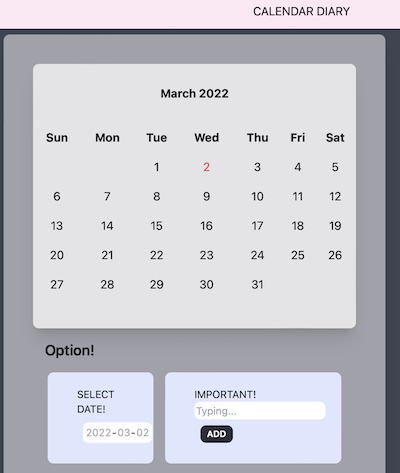 CALENDAR DIARY
March 2022
Sun Mon Tue Wed Thu Fri Sat
1 2 3 4 5
6 7 8 9 10 11 12
13 14 15 16 17 18 19
20 21 22 23 24 25 26
27 28 29 30 31
Option!
SELECT
DATE!
2022-03-02
IMPORTANT!
Typing...
ADD